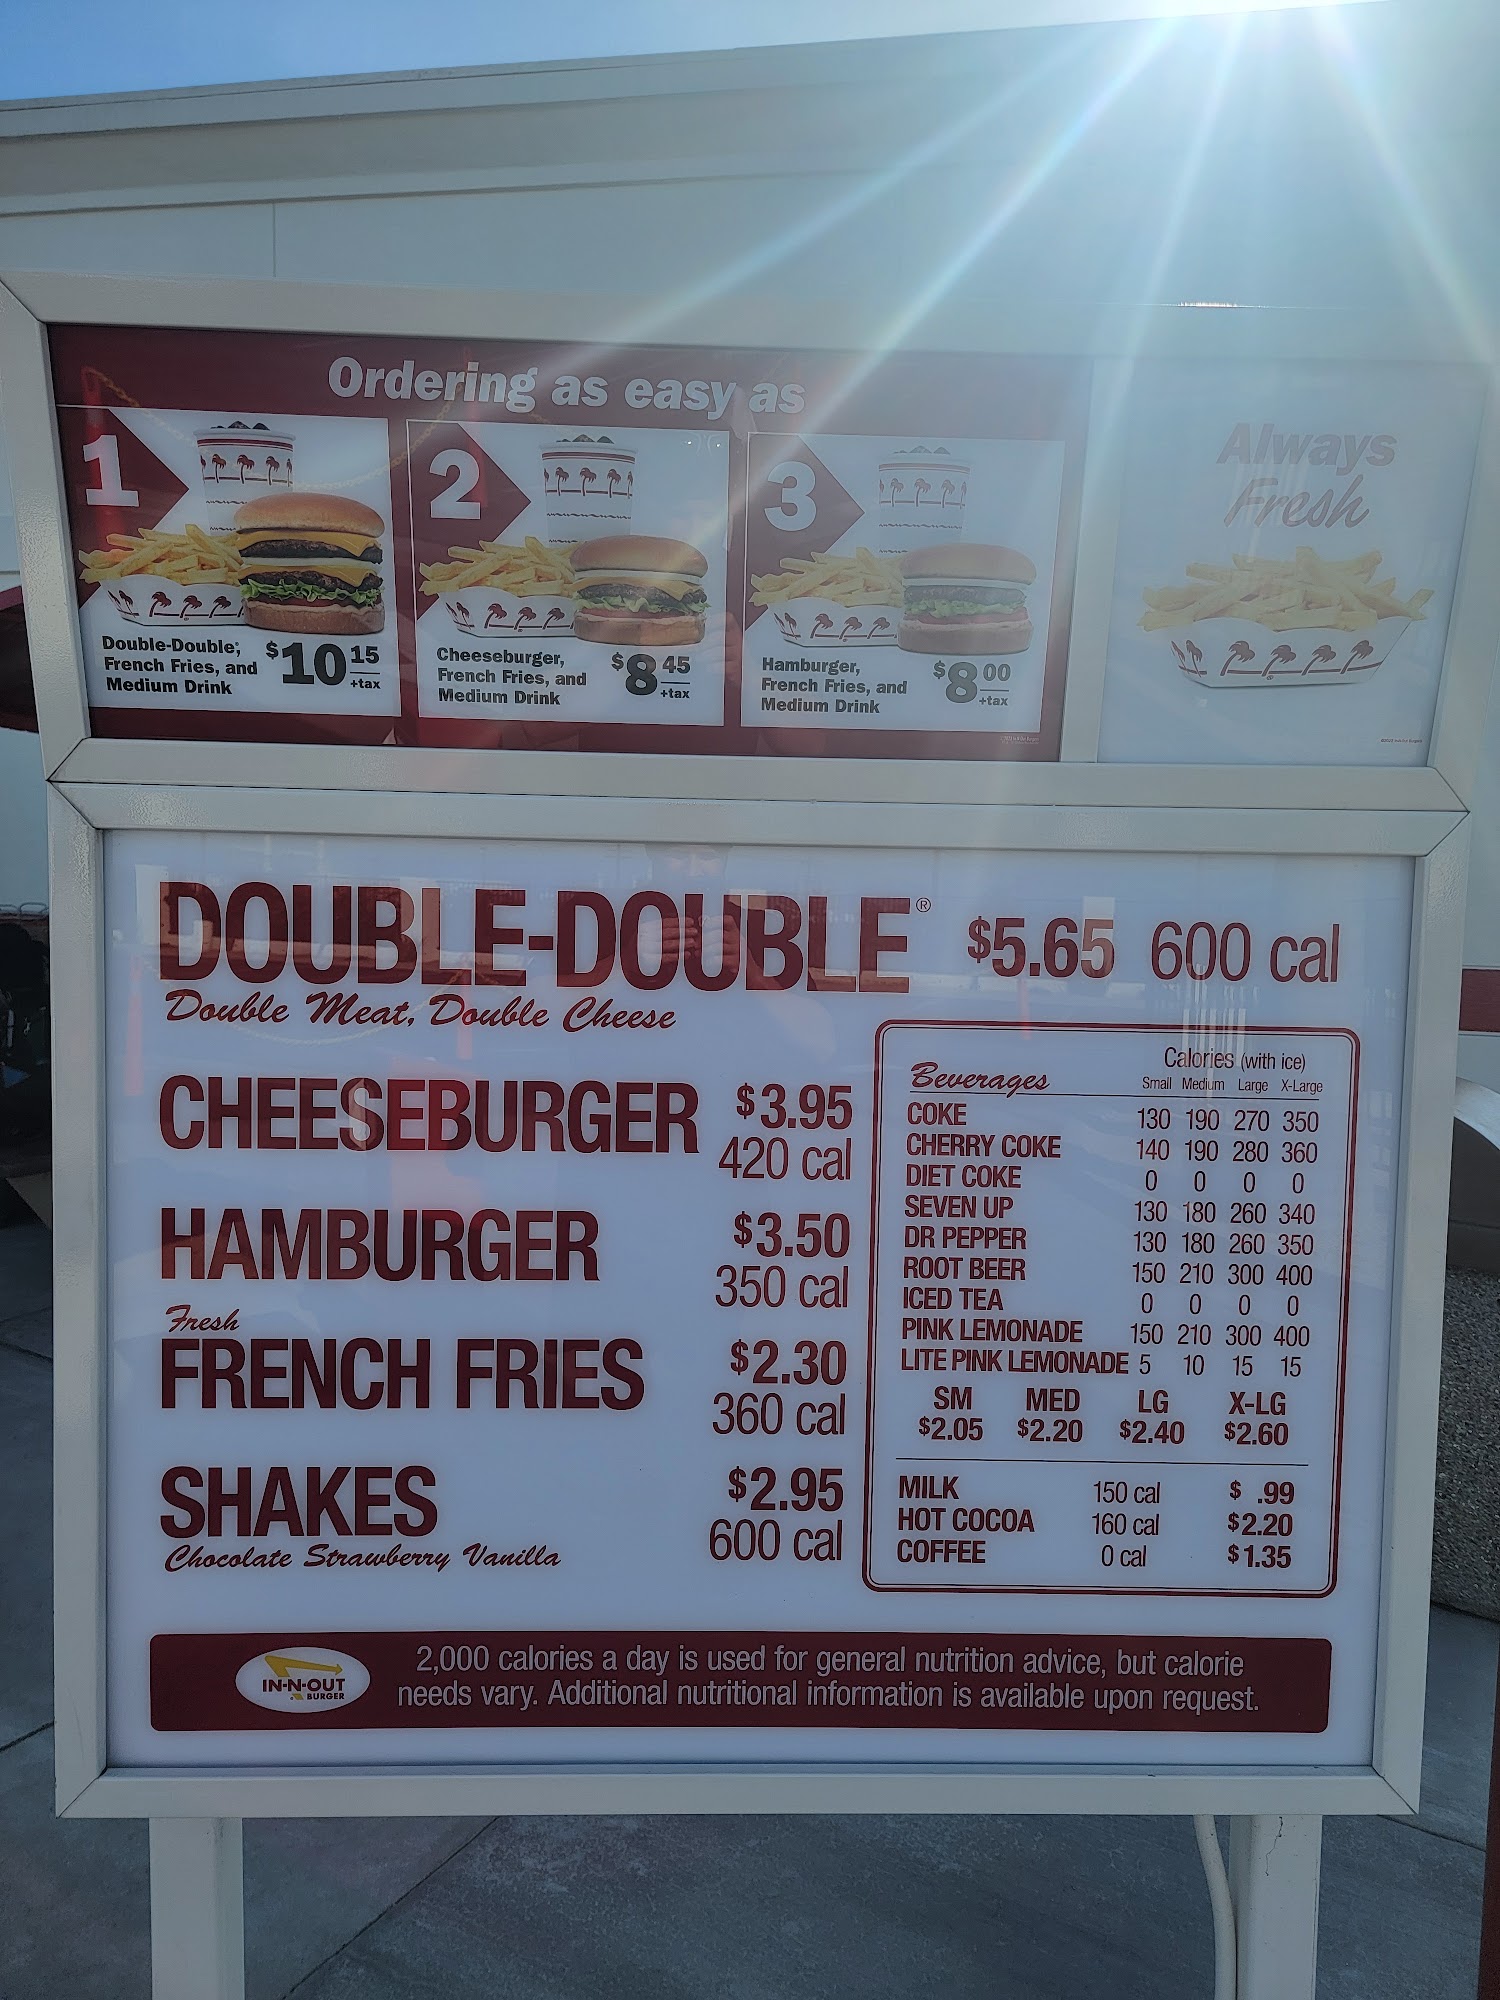 Ordering as easy as
1
Double-Double®,
French Fries, and
Medium Drink
$10 15
+tax
2
Cheeseburger,
French Fries, and
Medium Drink
$8 45
+tax
3
Hamburger,
French Fries, and
Medium Drink
$8 00
+tax
Always
Fresh
DOUBLE-DOUBLE® $5.65 600 cal
Double Meat, Double Cheese
CHEESEBURGER $3.95
420 cal
HAMBURGER $3.50
350 cal
Fresh
FRENCH FRIES $2.30
360 cal
SHAKES $2.95
Chocolate Strawberry Vanilla 600 cal
Calories (with ice)
Beverages Small Medium Large X-Large
COKE 130 190 270 350
CHERRY COKE 140 190 280 360
DIET COKE 0 0 0 0
SEVEN UP 130 180 260 340
DR PEPPER 130 180 260 350
ROOT BEER 150 210 300 400
ICED TEA 0 0 0 0
PINK LEMONADE 150 210 300 400
LITE PINK LEMONADE 5 10 15 15
SM MED LG X-LG
$2.05 $2.20 $2.40 $2.60
MILK 150 cal $ .99
HOT COCOA 160 cal $2.20
COFFEE 0 cal $1.35
IN-N-OUT
BURGER
2,000 calories a day is used for general nutrition advice, but calorie
needs vary. Additional nutritional information is available upon request.